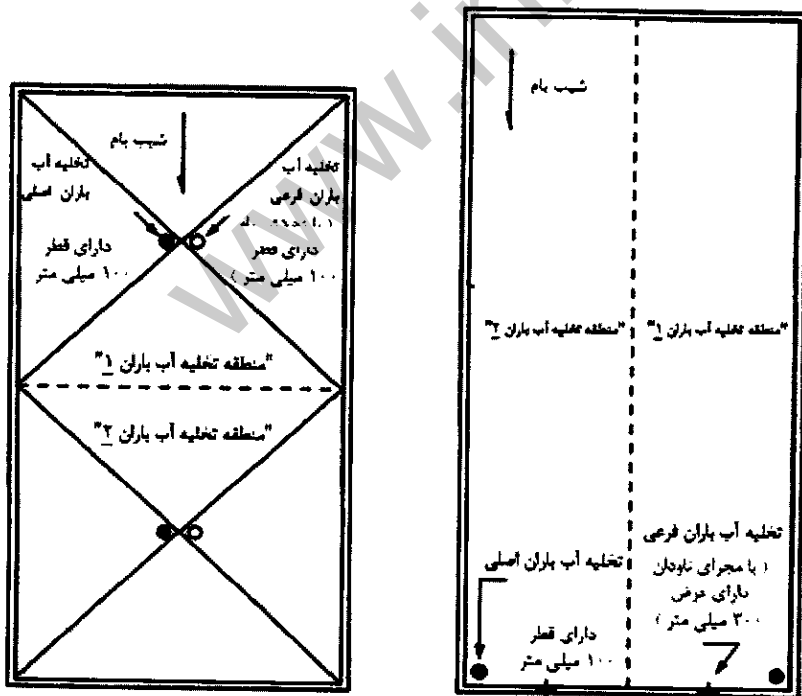 شیب بام
تخلیه آب
باران اصلی
دارای قطر
۱۰۰ میلی متر
تخلیه آب
باران فرعی
دارای قطر
۱۰۰ میلی متر )
"منطقه تخلیه آب باران ۱"
"منطقه تخلیه آب باران ۲"
شیب بام
"منطقه تخلیه آب باران ۱"
"منطقه تخلیه آب باران ۲"
تخلیه آب باران فرعی
( با مجرای ناودان
دارای عرض
۳۰۰ میلی متر )
تخلیه آب باران اصلی
دارای قطر
۱۰۰ میلی متر
www.in